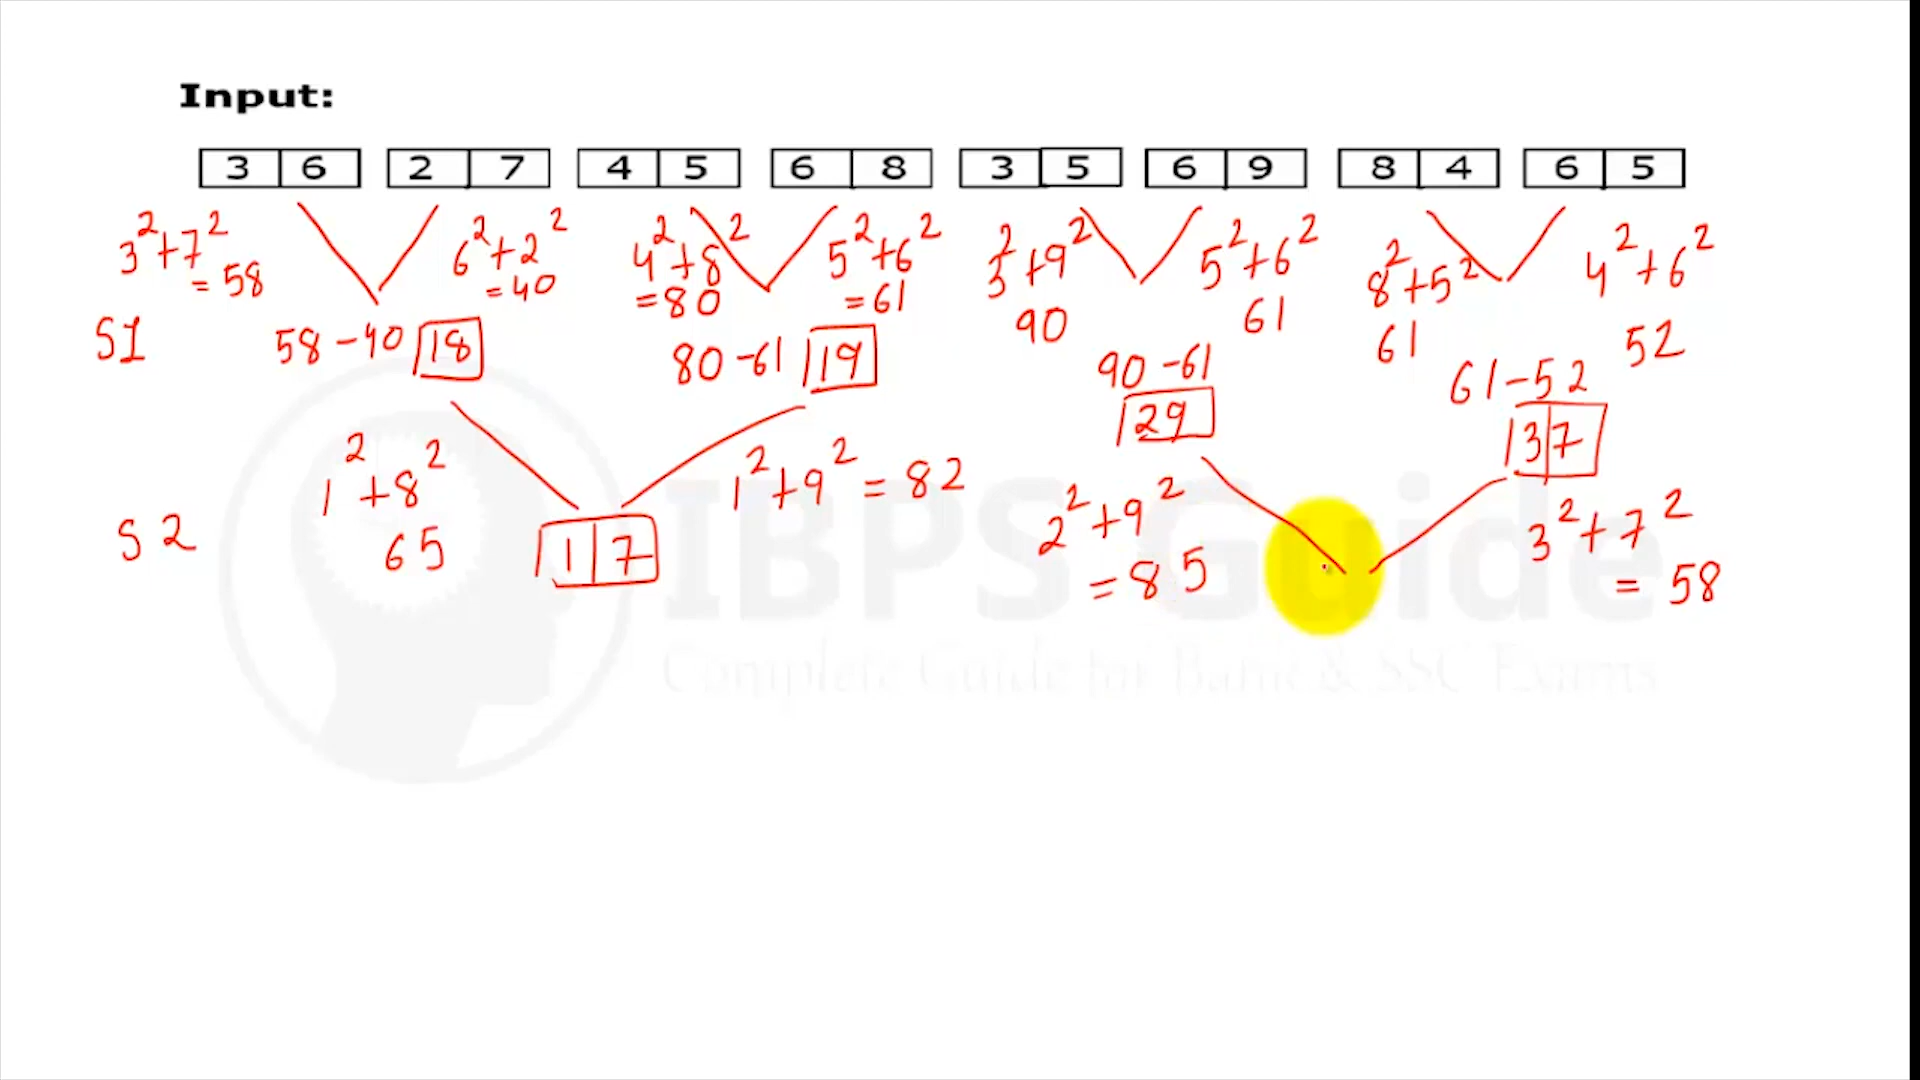 Input:
3 6 2 7 4 5 6 8 3 5 6 9 8 4 6 5
3²+7² = 58
6²+2² = 40
4²+8² = 80
5²+6² = 61
3²+9² 90
5²+6² 61
8²+5² 61
4²+6² 52
S1
58-40 18
80-61 19
90-61 29
61-52 37
S2
1²+8² 65
17
1²+9² = 82
2²+9² = 85
3²+7² = 58
IBPS Guide
Complete Guide for Bank & SSC Exams